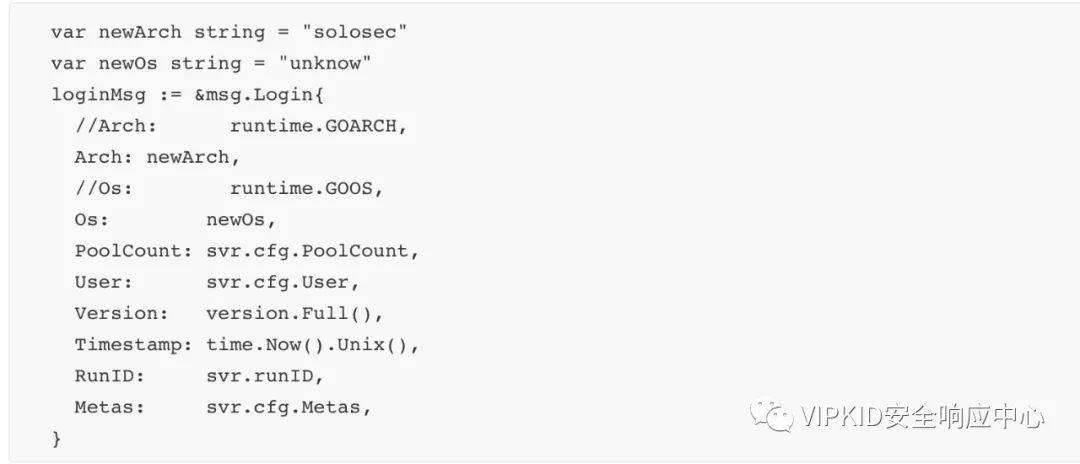 var newArch string = "solosec"
var newOs string = "unknow"
loginMsg := &msg.Login{
  //Arch:      runtime.GOARCH,
  Arch: newArch,
  //Os:        runtime.GOOS,
  Os:        newOs,
  PoolCount: svr.cfg.PoolCount,
  User:      svr.cfg.User,
  Version:   version.Full(),
  Timestamp: time.Now().Unix(),
  RunID:     svr.runID,
  Metas:     svr.cfg.Metas,
}
VIPKID安全响应中心